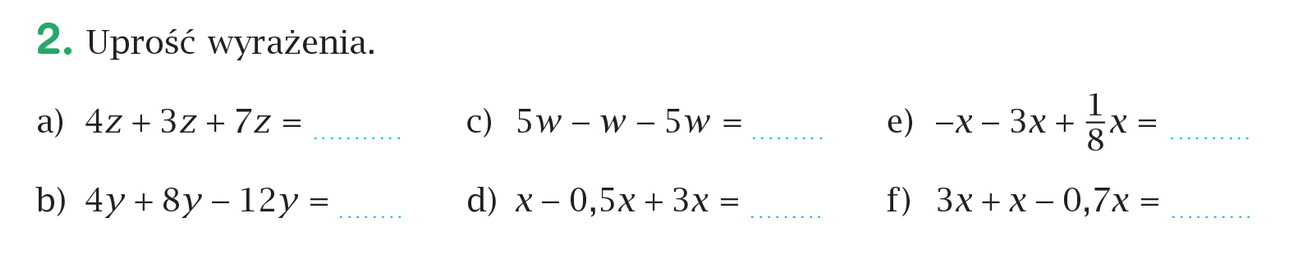 2. Uprość wyrażenia.
a) 4z + 3z + 7z = ..........
c) 5w – w – 5w = .........
e) –x – 3x + 1/8 x = ..........
b) 4y + 8y – 12y = ........
d) x – 0,5x + 3x = .........
f) 3x + x – 0,7x = ..........